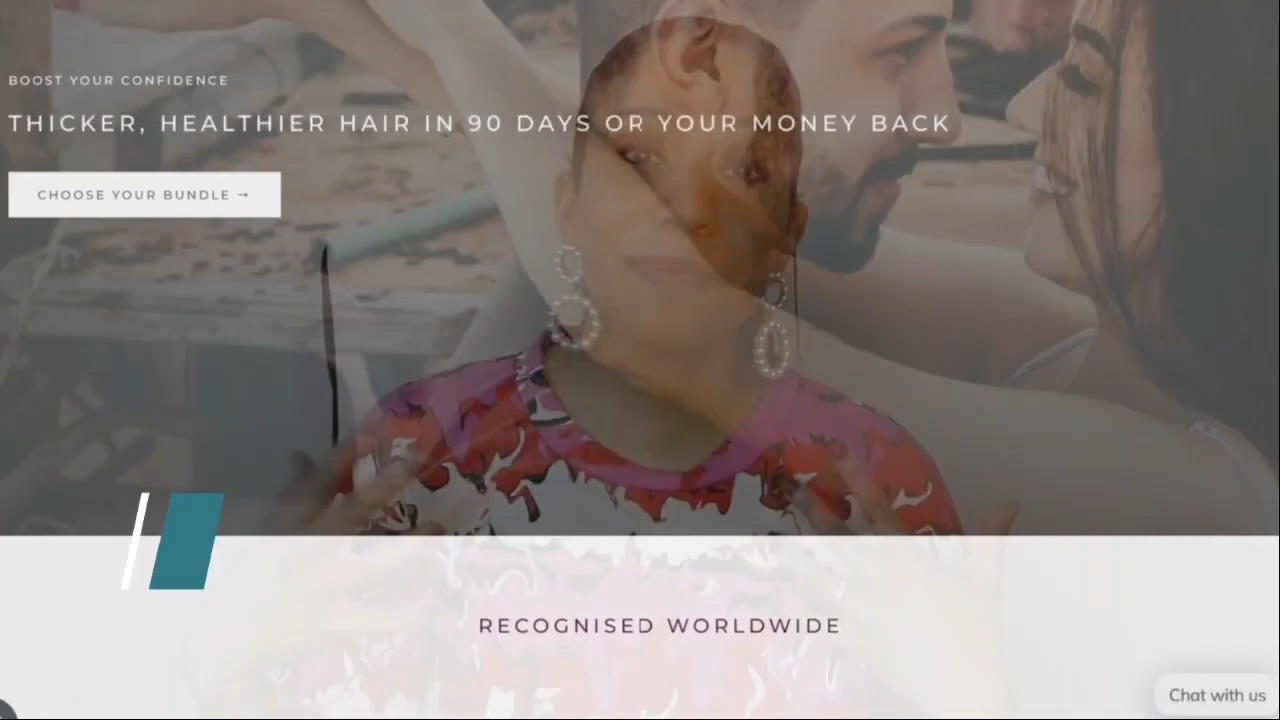 BOOST YOUR CONFIDENCE
THICKER, HEALTHIER HAIR IN 90 DAYS OR YOUR MONEY BACK
CHOOSE YOUR BUNDLE →
RECOGNISED WORLDWIDE
Chat with us